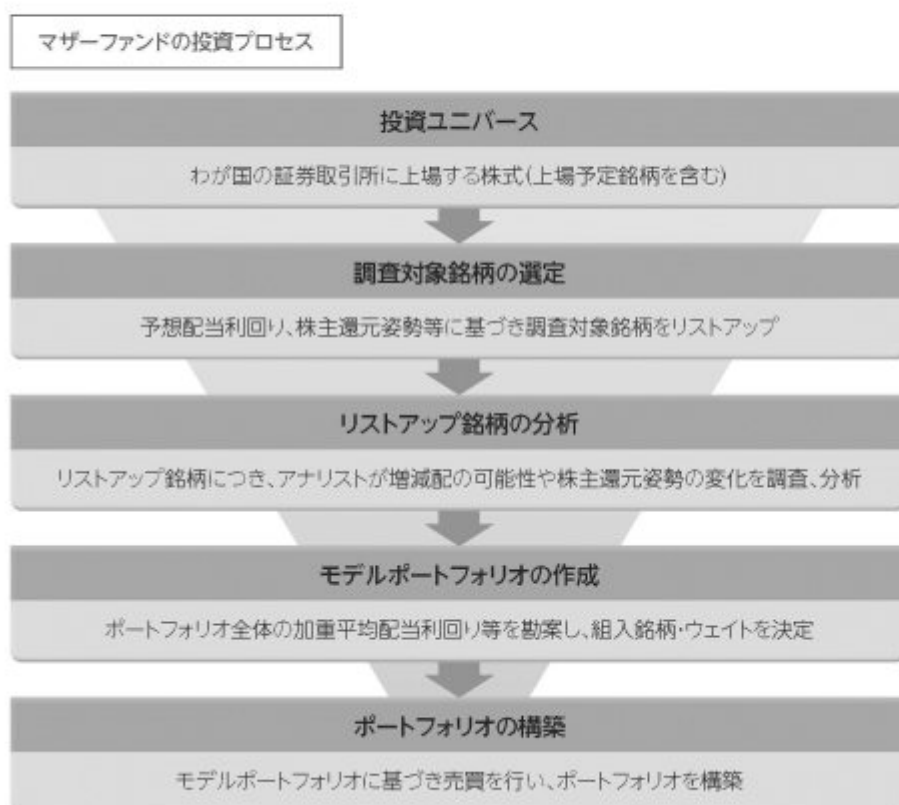 マザーファンドの投資プロセス
投資ユニバース
わが国の証券取引所に上場する株式(上場予定銘柄を含む)
調査対象銘柄の選定
予想配当利回り、株主還元姿勢等に基づき調査対象銘柄をリストアップ
リストアップ銘柄の分析
リストアップ銘柄につき、アナリストが増減配の可能性や株主還元姿勢の変化を調査、分析
モデルポートフォリオの作成
ポートフォリオ全体の加重平均配当利回り等を勘案し、組入銘柄・ウェイトを決定
ポートフォリオの構築
モデルポートフォリオに基づき売買を行い、ポートフォリオを構築